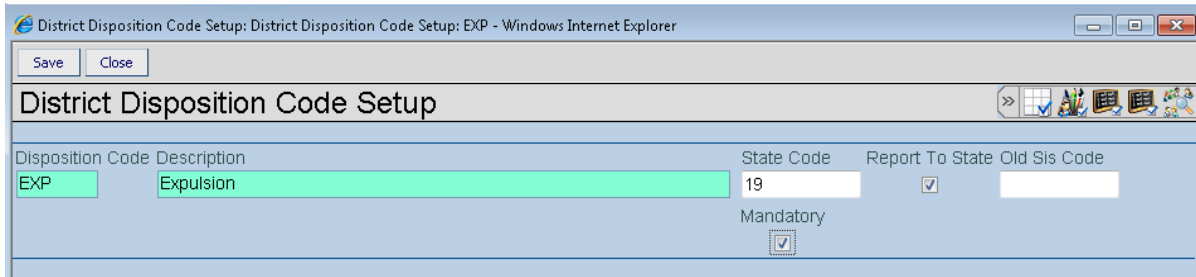 District Disposition Code Setup: District Disposition Code Setup: EXP - Windows Internet Explorer
Save Close
District Disposition Code Setup
Disposition Code Description State Code Report To State Old Sis Code
EXP Expulsion 19
Mandatory